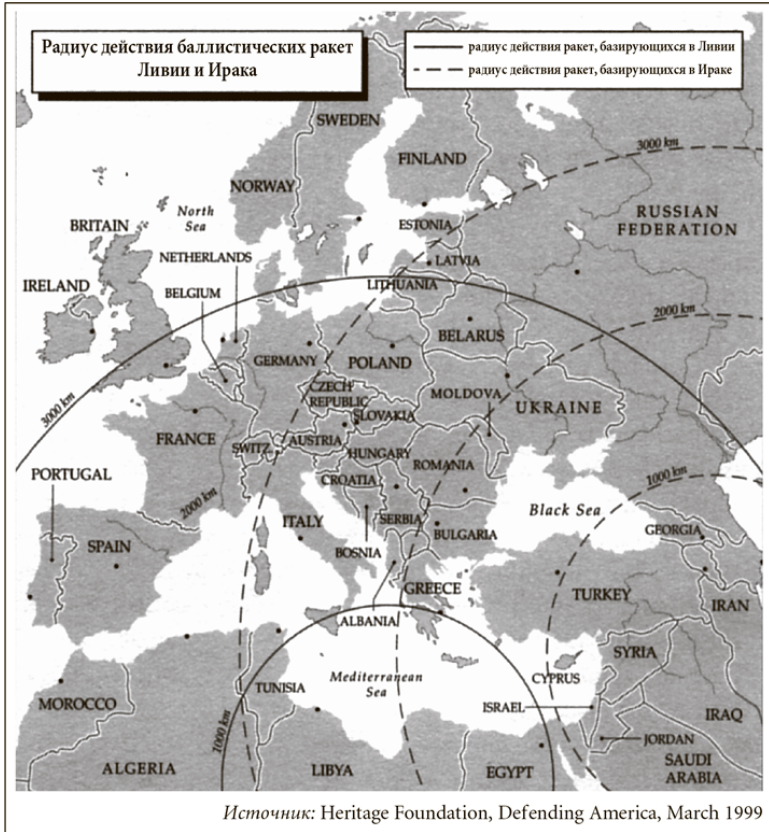 Радиус действия баллистических ракет
Ливии и Ирака
радиус действия ракет, базирующихся в Ливии
радиус действия ракет, базирующихся в Ираке
SWEDEN
FINLAND
NORWAY
3000 km
North
Sea
RUSSIAN
FEDERATION
BRITAIN
ESTONIA
NETHERLANDS
LATVIA
IRELAND
BELGIUM
LITHUANIA
2000 km
BELARUS
GERMANY
POLAND
3000 km
CZECH
REPUBLIC
MOLDOVA
UKRAINE
SLOVAKIA
FRANCE
AUSTRIA
SWITZ.
HUNGARY
ROMANIA
PORTUGAL
CROATIA
1000 km
2000 km
Black Sea
ITALY
SERBIA
GEORGIA
SPAIN
BULGARIA
BOSNIA
GREECE
TURKEY
IRAN
ALBANIA
SYRIA
Mediterranean
Sea
CYPRUS
TUNISIA
MOROCCO
ISRAEL
IRAQ
1000 km
JORDAN
ALGERIA
LIBYA
EGYPT
SAUDI
ARABIA
Источник: Heritage Foundation, Defending America, March 1999